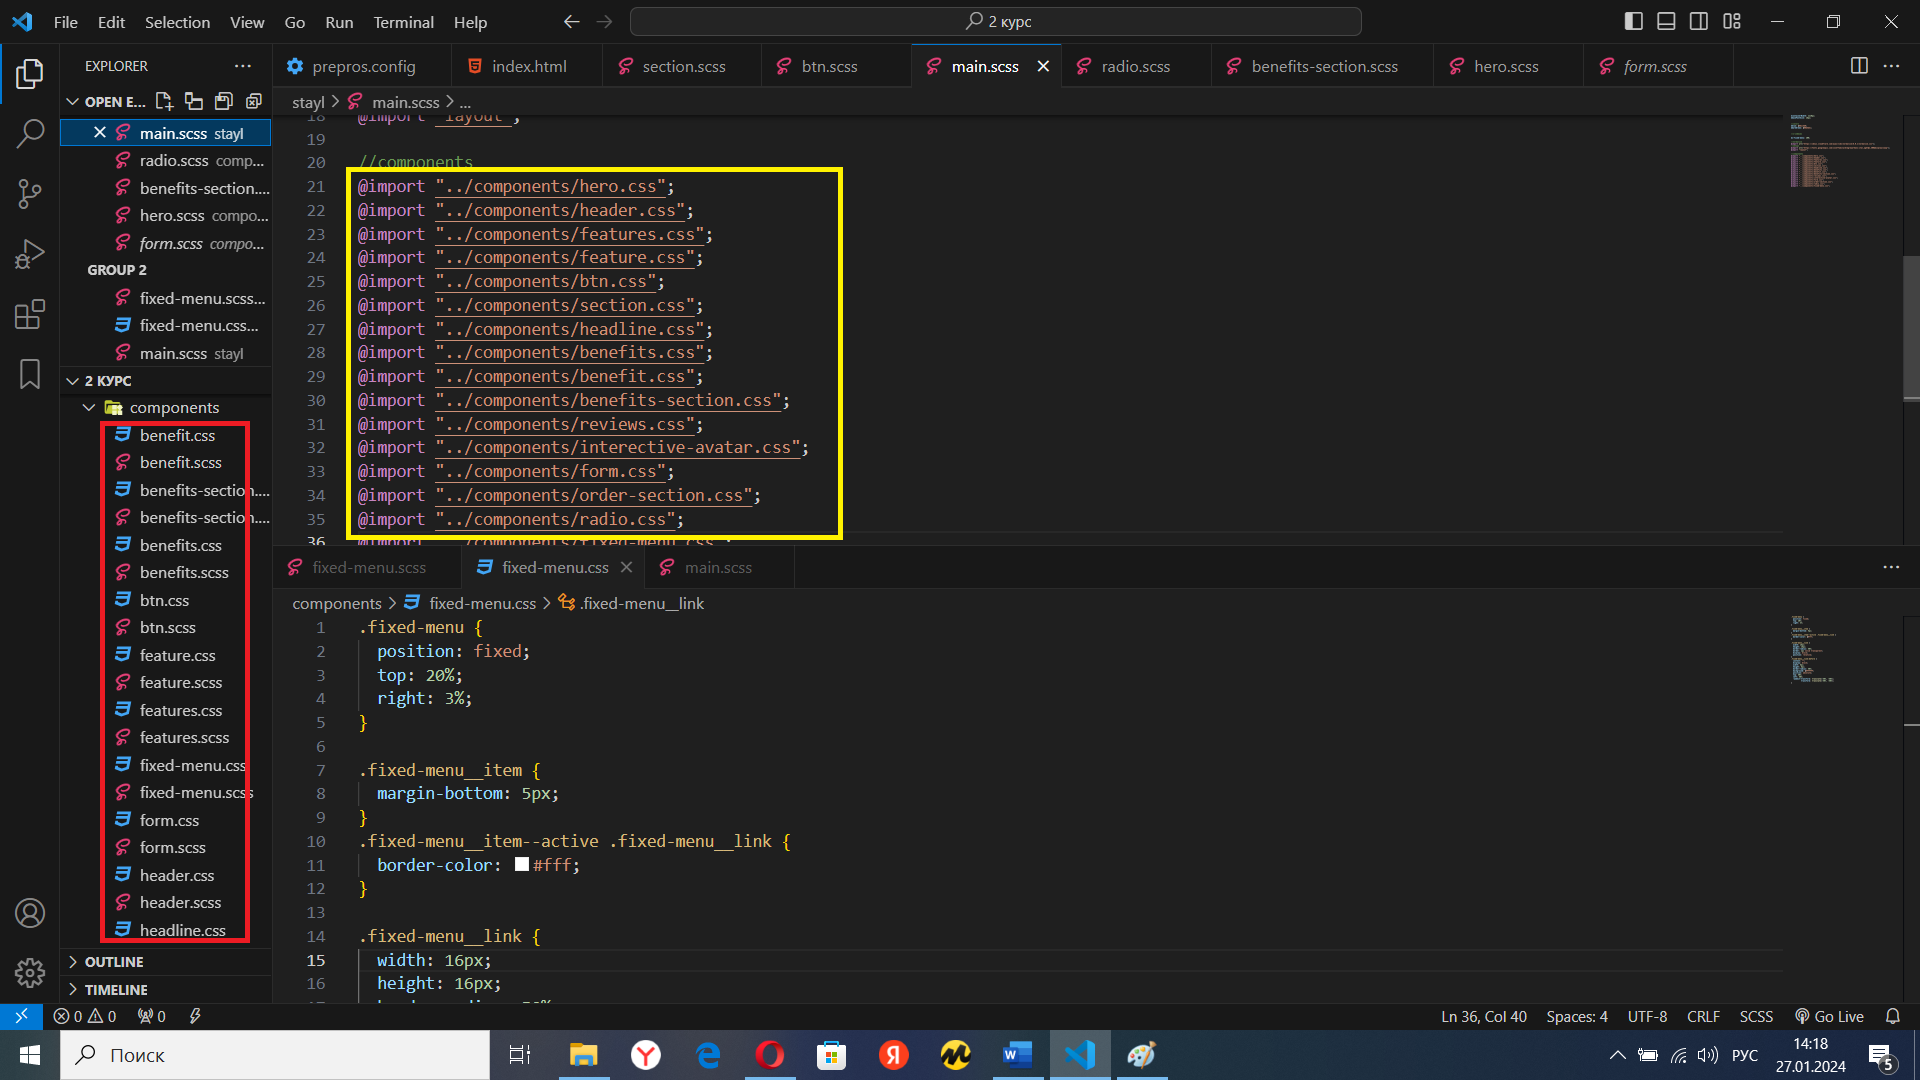 File Edit Selection View Go Run Terminal Help
2 курс
EXPLORER
OPEN E...
main.scss stayl
radio.scss comp...
benefits-section....
hero.scss compo...
form.scss compo...
GROUP 2
fixed-menu.scss...
fixed-menu.css...
main.scss stayl
2 КУРС
components
benefit.css
benefit.scss
benefits-section....
benefits-section....
benefits.css
benefits.scss
btn.css
btn.scss
feature.css
feature.scss
features.css
features.scss
fixed-menu.css
fixed-menu.scss
form.css
form.scss
header.css
header.scss
headline.css
OUTLINE
TIMELINE
prepros.config index.html section.scss btn.scss main.scss radio.scss benefits-section.scss hero.scss form.scss
stayl > main.scss > ...
18 @import "layout";
19
20 //components
21 @import "../components/hero.css";
22 @import "../components/header.css";
23 @import "../components/features.css";
24 @import "../components/feature.css";
25 @import "../components/btn.css";
26 @import "../components/section.css";
27 @import "../components/headline.css";
28 @import "../components/benefits.css";
29 @import "../components/benefit.css";
30 @import "../components/benefits-section.css";
31 @import "../components/reviews.css";
32 @import "../components/interective-avatar.css";
33 @import "../components/form.css";
34 @import "../components/order-section.css";
35 @import "../components/radio.css";
36 @import "../components/fixed-menu.css";
fixed-menu.scss fixed-menu.css main.scss
components > fixed-menu.css > .fixed-menu__link
1 .fixed-menu {
2 position: fixed;
3 top: 20%;
4 right: 3%;
5 }
6
7 .fixed-menu__item {
8 margin-bottom: 5px;
9 }
10 .fixed-menu__item--active .fixed-menu__link {
11 border-color: #fff;
12 }
13
14 .fixed-menu__link {
15 width: 16px;
16 height: 16px;
0 0 0
Ln 36, Col 40 Spaces: 4 UTF-8 CRLF SCSS Go Live
Поиск
РУС
14:18
27.01.2024
5